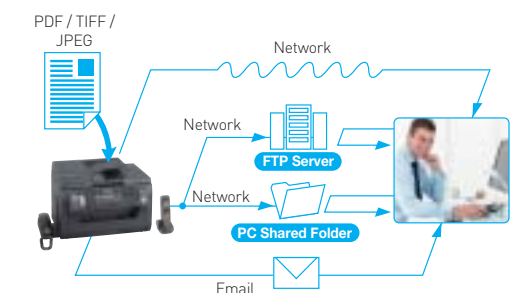 PDF / TIFF /
JPEG
Network
Network
FTP Server
Network
PC Shared Folder
Email